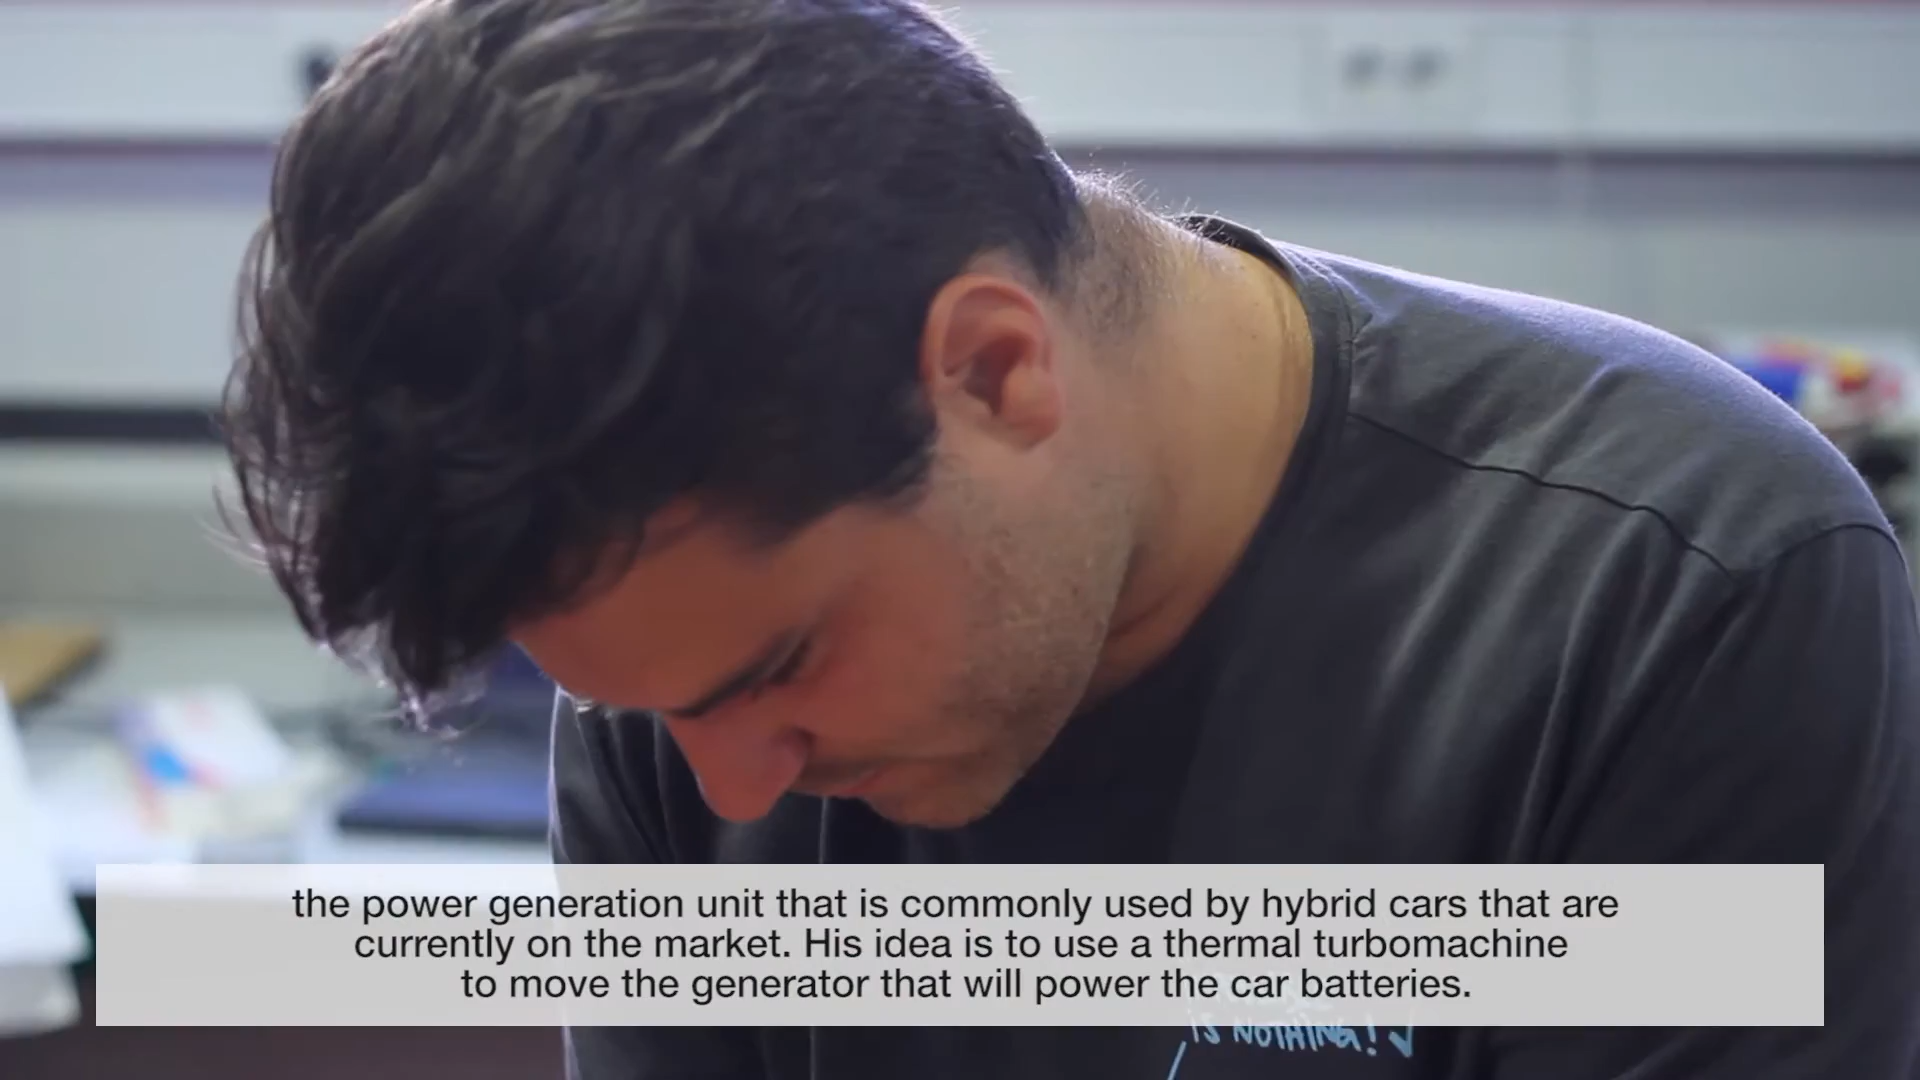 the power generation unit that is commonly used by hybrid cars that are
currently on the market. His idea is to use a thermal turbomachine
to move the generator that will power the car batteries.
IS NOTHING!